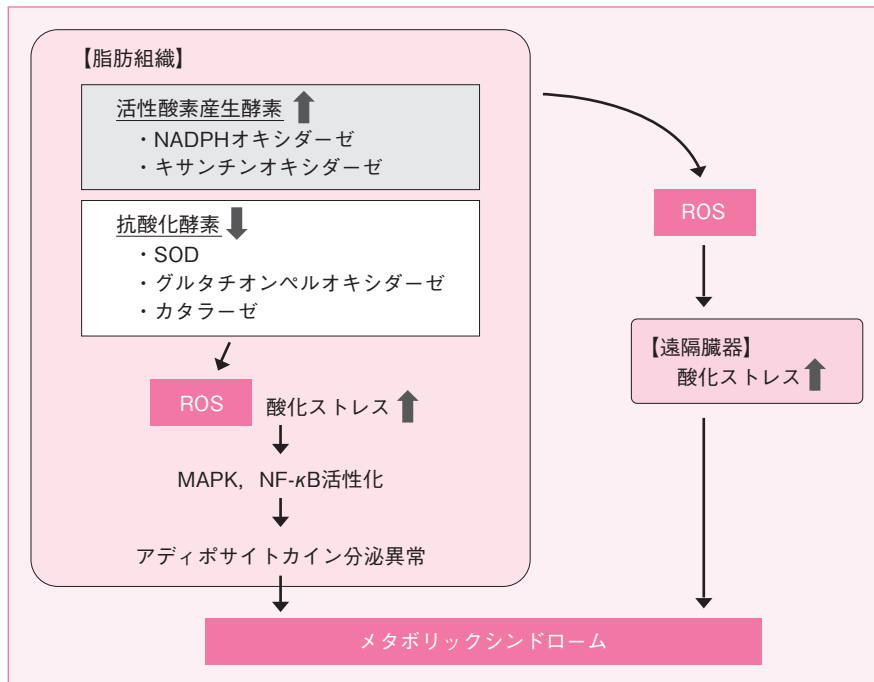 【脂肪組織】
活性酸素産生酵素
・NADPHオキシダーゼ
・キサンチンオキシダーゼ
抗酸化酵素
・SOD
・グルタチオンペルオキシダーゼ
・カタラーゼ
ROS
酸化ストレス
MAPK，NF-κB活性化
アディポサイトカイン分泌異常
ROS
【遠隔臓器】
酸化ストレス
メタボリックシンドローム